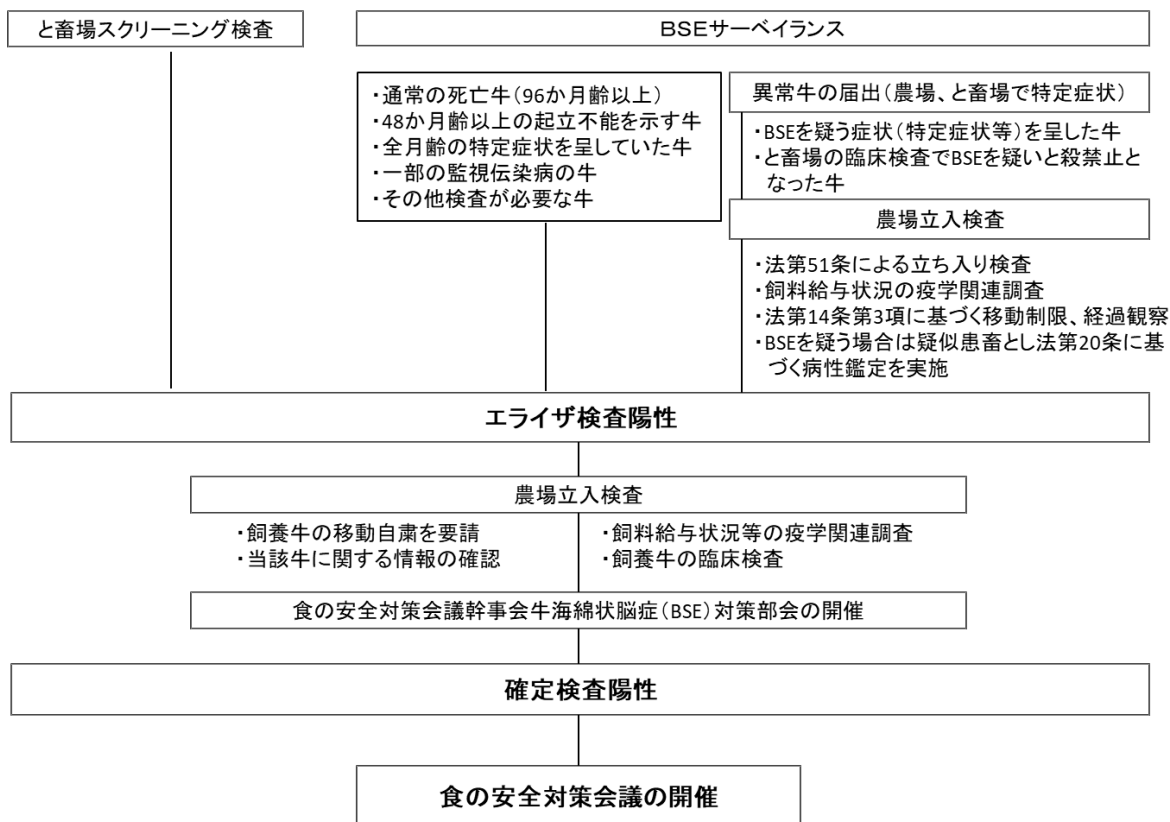 と畜場スクリーニング検査
BSEサーベイランス
・通常の死亡牛（96か月齢以上）
・48か月齢以上の起立不能を示す牛
・全月齢の特定症状を呈していた牛
・一部の監視伝染病の牛
・その他検査が必要な牛
異常牛の届出（農場、と畜場で特定症状）
・BSEを疑う症状（特定症状等）を呈した牛
・と畜場の臨床検査でBSEを疑いと殺禁止と
なった牛
農場立入検査
・法第51条による立ち入り検査
・飼料給与状況の疫学関連調査
・法第14条第3項に基づく移動制限、経過観察
・BSEを疑う場合は疑似患畜とし法第20条に基
づく病性鑑定を実施
エライザ検査陽性
農場立入検査
・飼養牛の移動自粛を要請
・当該牛に関する情報の確認
・飼料給与状況等の疫学関連調査
・飼養牛の臨床検査
食の安全対策会議幹事会牛海綿状脳症（BSE）対策部会の開催
確定検査陽性
食の安全対策会議の開催